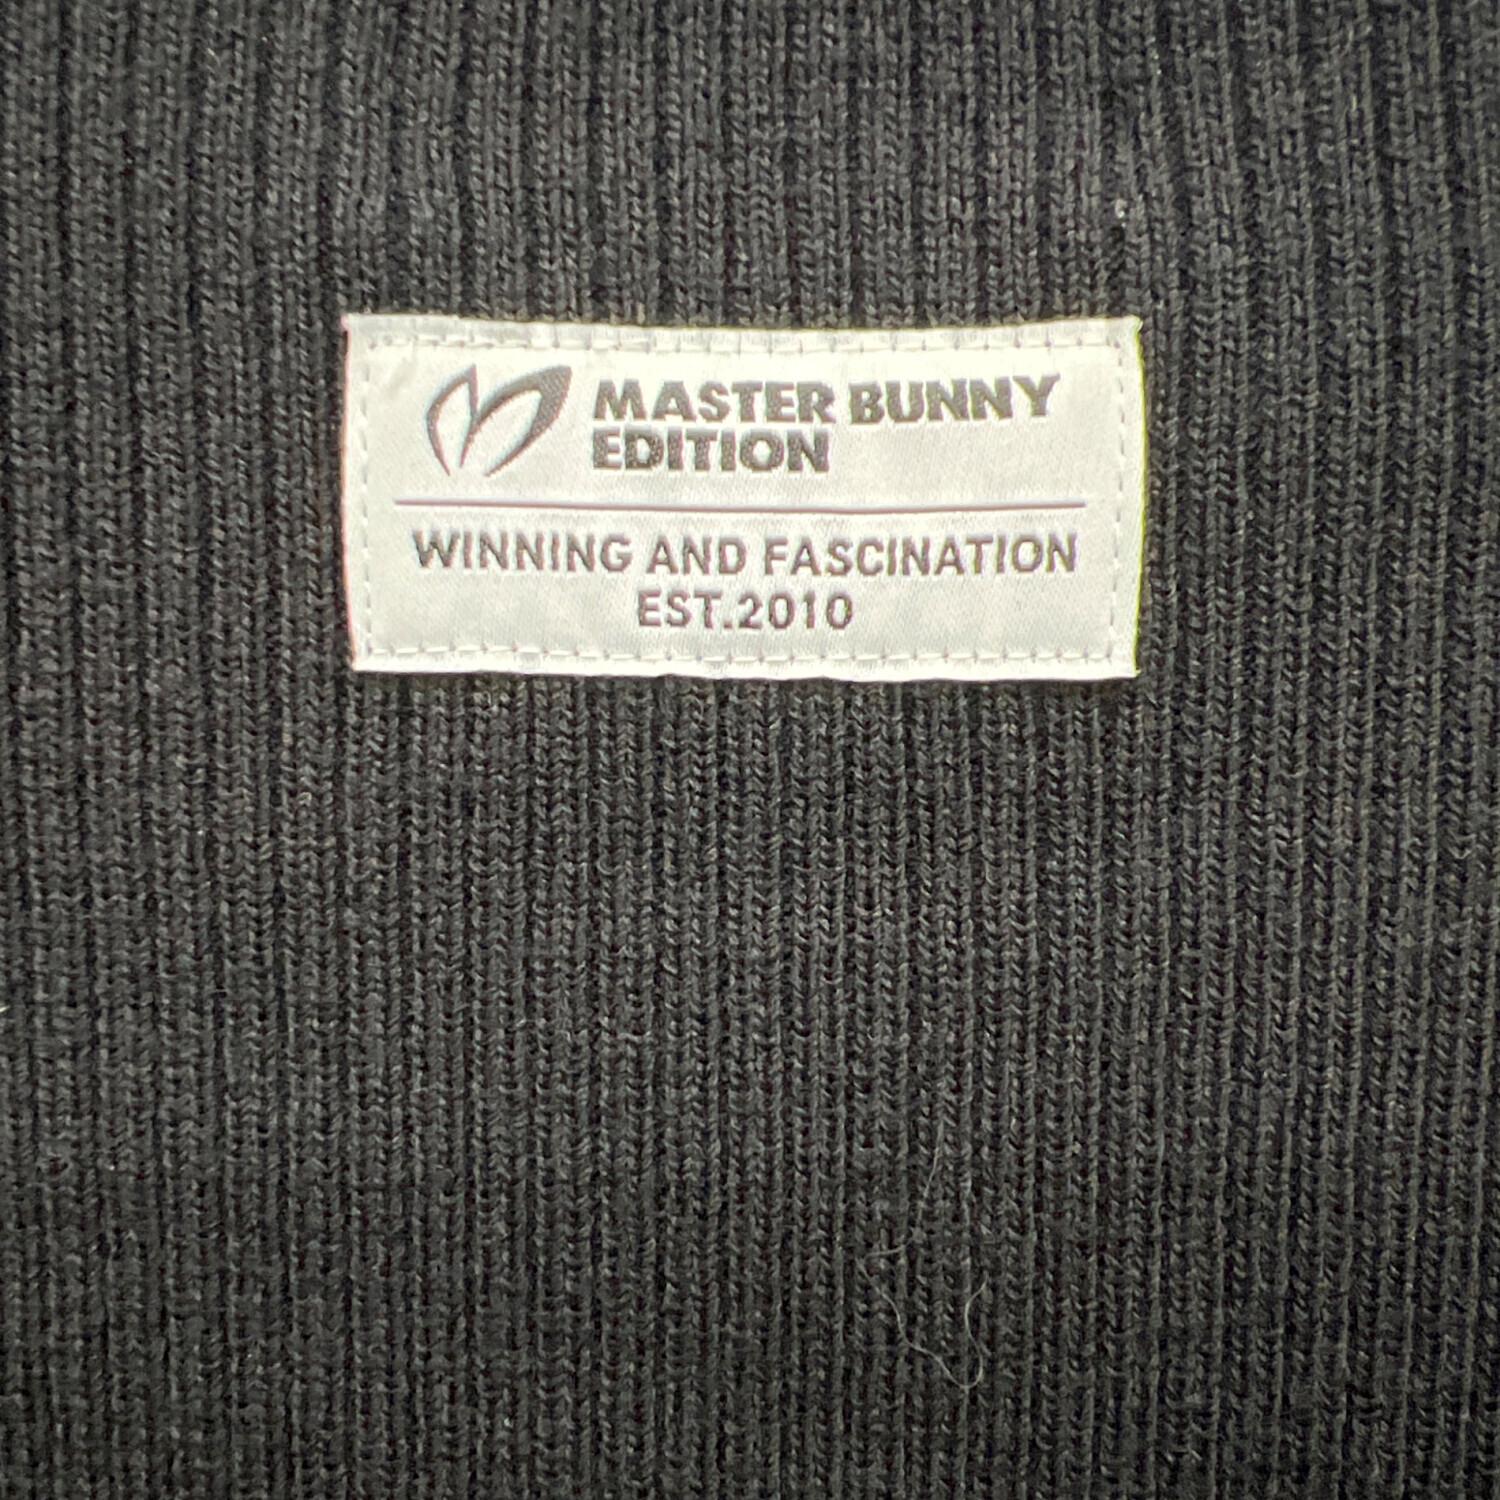 MASTER BUNNY
EDITION
WINNING AND FASCINATION
EST.2010